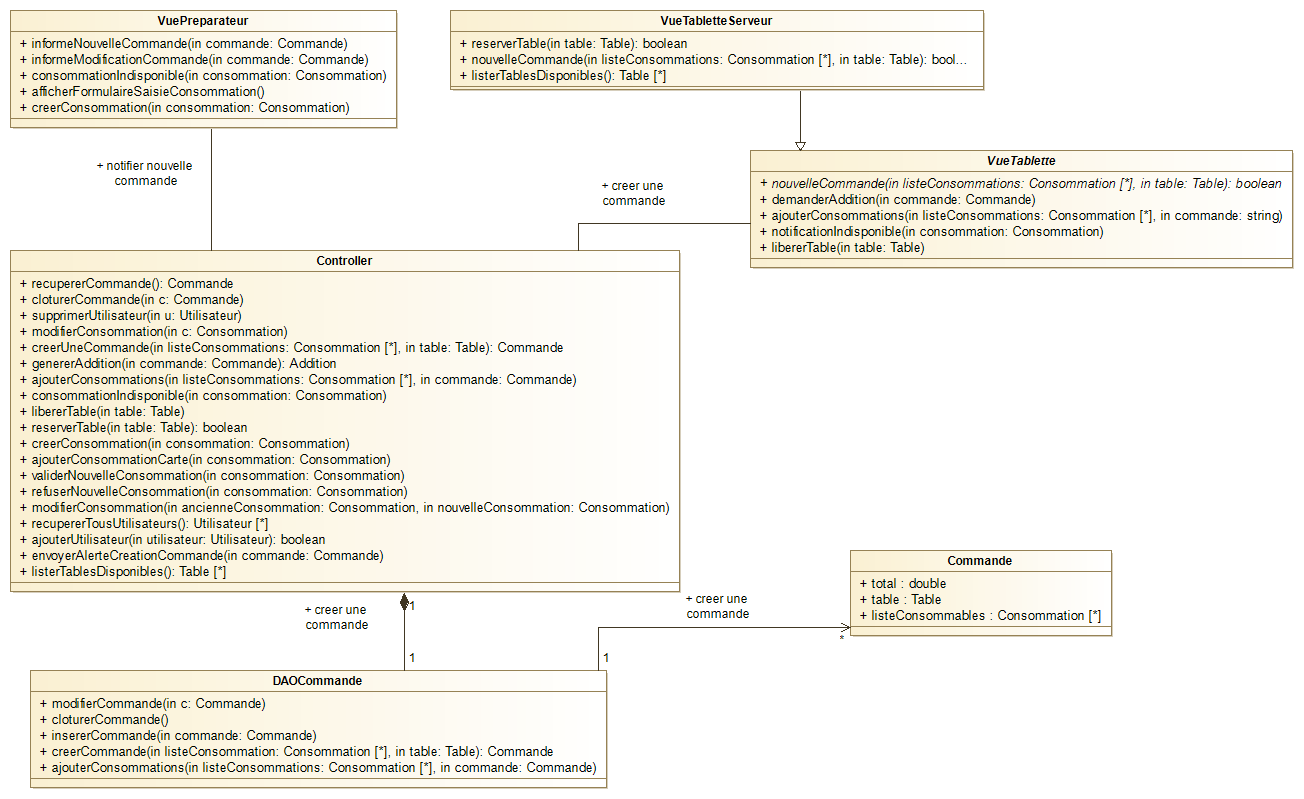 VuePreparateur
+ informeNouvelleCommande(in commande: Commande)
+ informeModificationCommande(in commande: Commande)
+ consommationIndisponible(in consommation: Consommation)
+ afficherFormulaireSaisieConsommation()
+ creerConsommation(in consommation: Consommation)
VueTabletteServeur
+ reserverTable(in table: Table): boolean
+ nouvelleCommande(in listeConsommations: Consommation [*], in table: Table): bool...
+ listerTablesDisponibles(): Table [*]
+ notifier nouvelle
commande
+ creer une
commande
VueTablette
+ nouvelleCommande(in listeConsommations: Consommation [*], in table: Table): boolean
+ demanderAddition(in commande: Commande)
+ ajouterConsommations(in listeConsommations: Consommation [*], in commande: string)
+ notificationIndisponible(in consommation: Consommation)
+ libererTable(in table: Table)
Controller
+ recupererCommande(): Commande
+ cloturerCommande(in c: Commande)
+ supprimerUtilisateur(in u: Utilisateur)
+ modifierConsommation(in c: Consommation)
+ creerUneCommande(in listeConsommations: Consommation [*], in table: Table): Commande
+ genererAddition(in commande: Commande): Addition
+ ajouterConsommations(in listeConsommations: Consommation [*], in commande: Commande)
+ consommationIndisponible(in consommation: Consommation)
+ libererTable(in table: Table)
+ reserverTable(in table: Table): boolean
+ creerConsommation(in consommation: Consommation)
+ ajouterConsommationCarte(in consommation: Consommation)
+ validerNouvelleConsommation(in consommation: Consommation)
+ refuserNouvelleConsommation(in consommation: Consommation)
+ modifierConsommation(in ancienneConsommation: Consommation, in nouvelleConsommation: Consommation)
+ recupererTousUtilisateurs(): Utilisateur [*]
+ ajouterUtilisateur(in utilisateur: Utilisateur): boolean
+ envoyerAlerteCreationCommande(in commande: Commande)
+ listerTablesDisponibles(): Table [*]
Commande
+ total : double
+ table : Table
+ listeConsommables : Consommation [*]
+ creer une
commande
1
1
+ creer une
commande
1
*
DAOCommande
+ modifierCommande(in c: Commande)
+ cloturerCommande()
+ insererCommande(in commande: Commande)
+ creerCommande(in listeConsommation: Consommation [*], in table: Table): Commande
+ ajouterConsommations(in listeConsommations: Consommation [*], in commande: Commande)